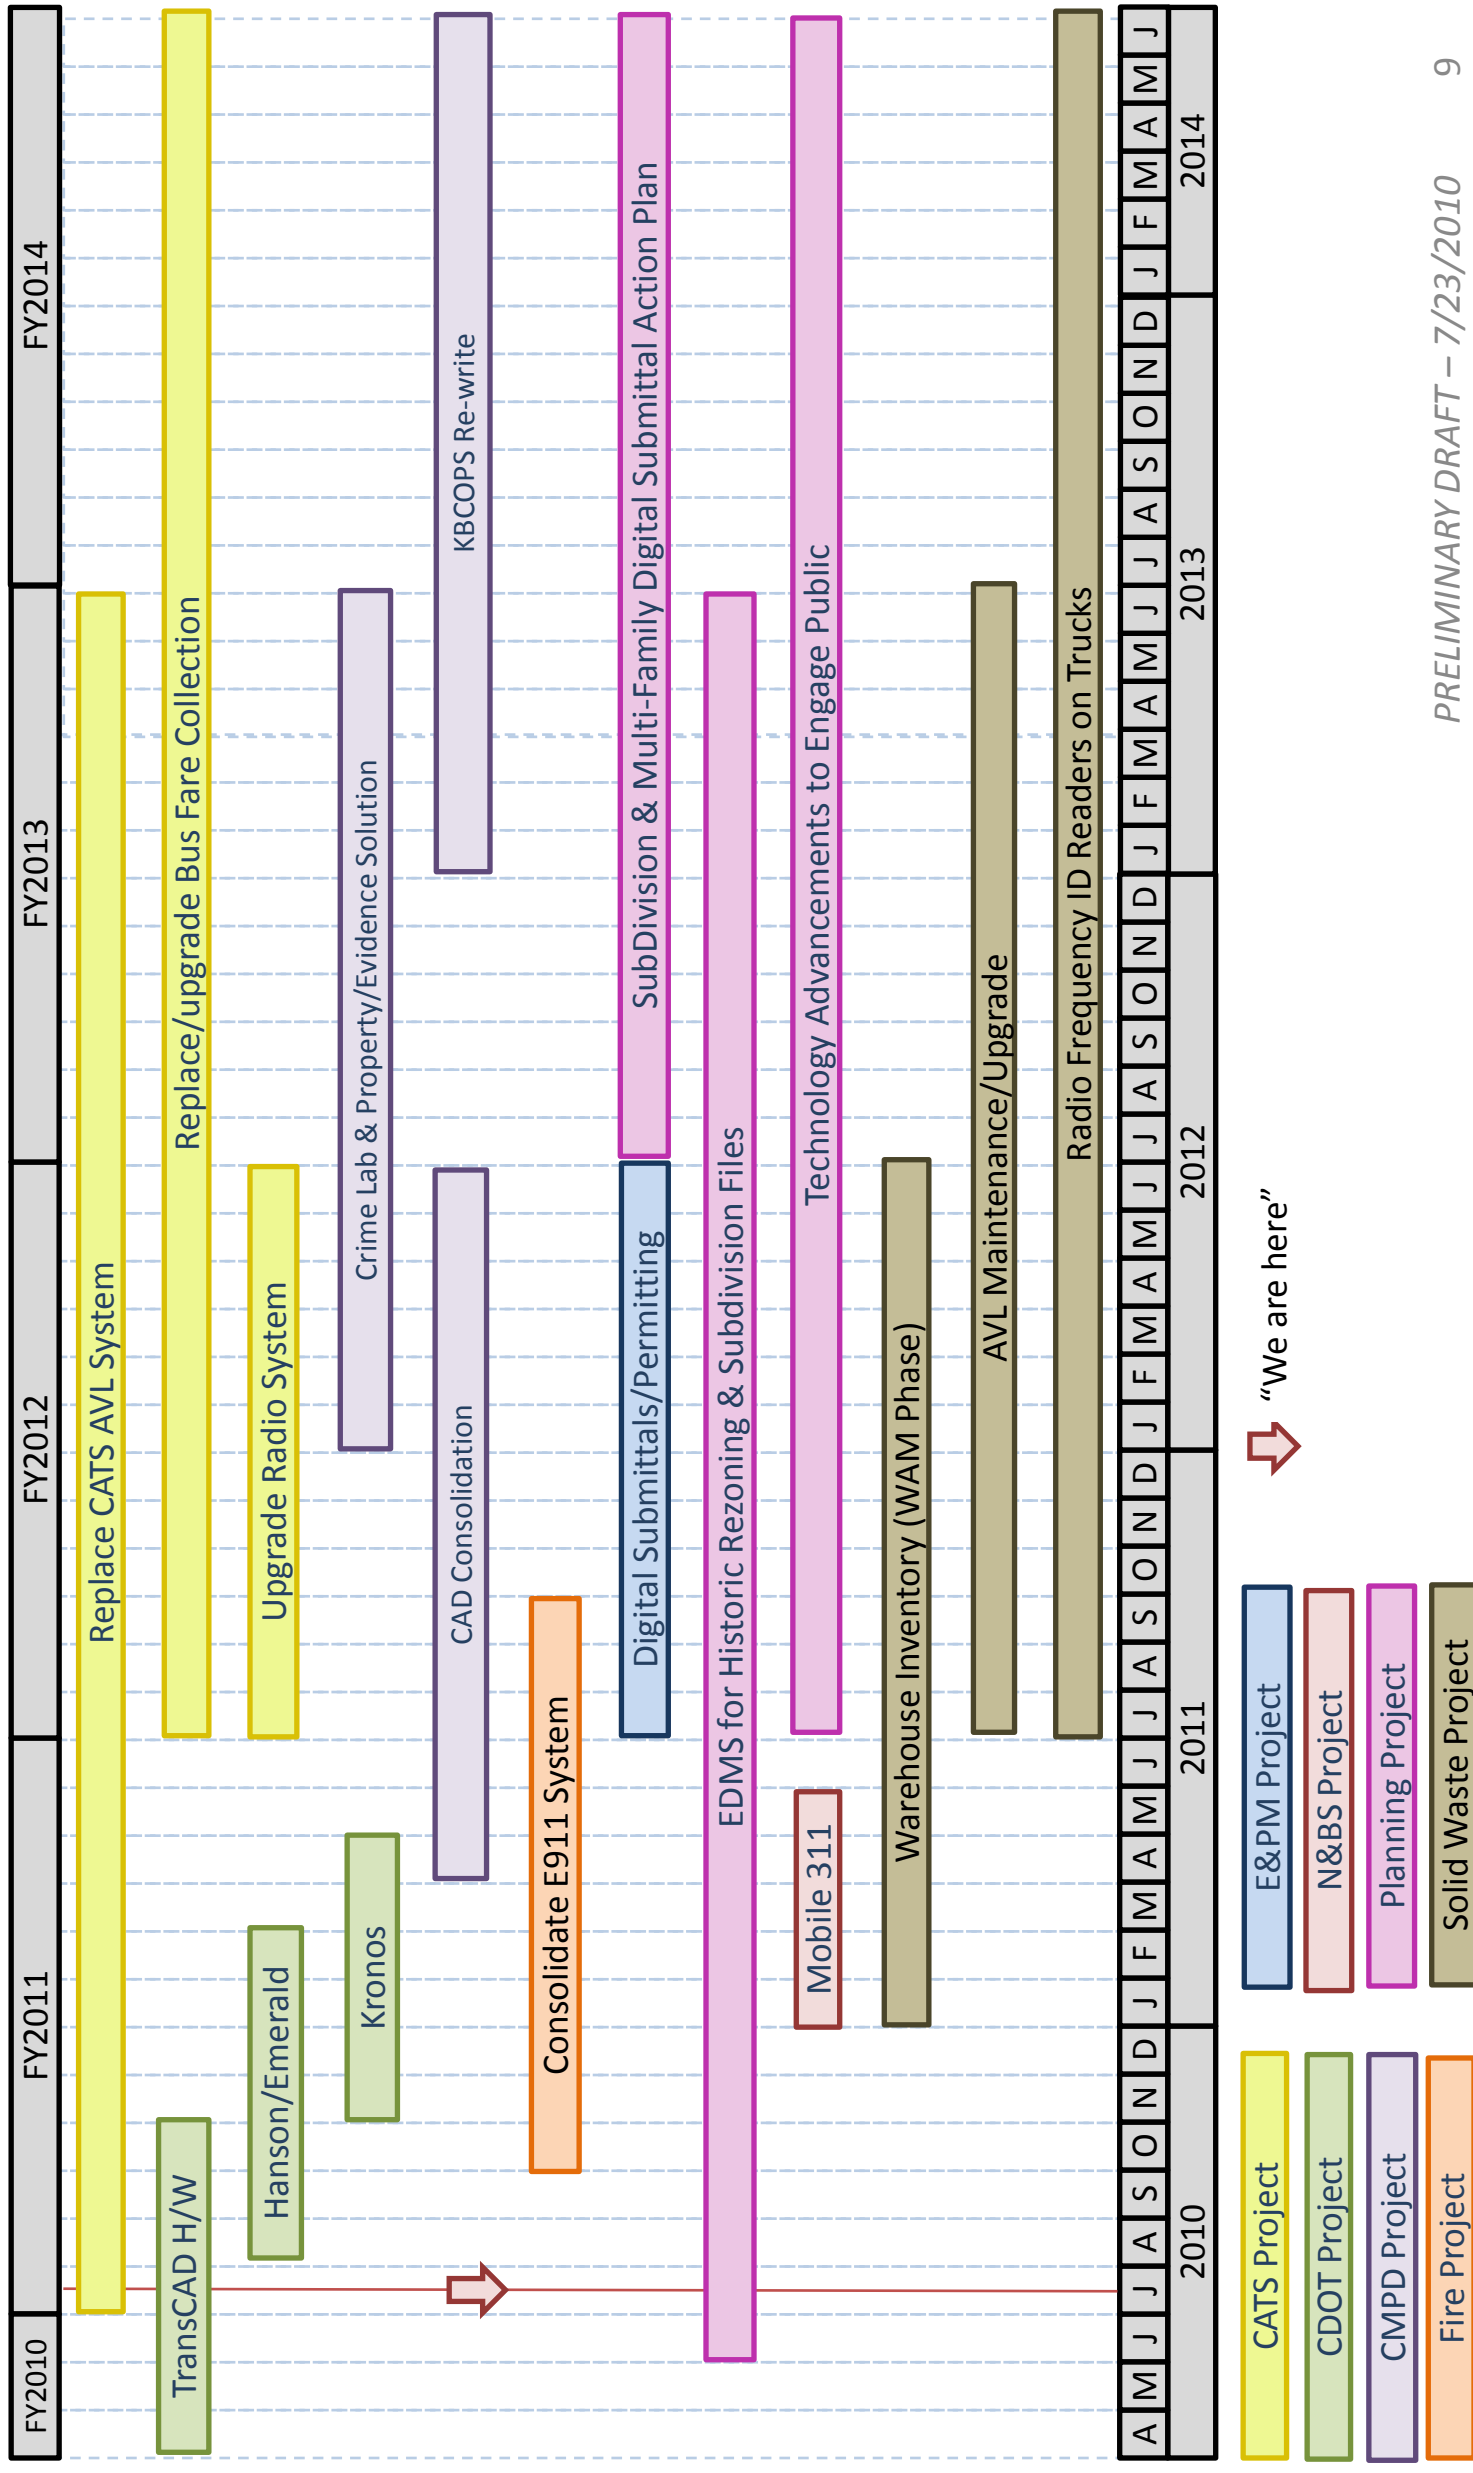 FY2010 FY2011 FY2012 FY2013 FY2014
Replace CATS AVL System
TransCAD H/W
Replace/upgrade Bus Fare Collection
Hanson/Emerald
Upgrade Radio System
Kronos
Crime Lab & Property/Evidence Solution
CAD Consolidation
KBCOPS Re-write
Consolidate E911 System
Digital Submittals/Permitting
SubDivision & Multi-Family Digital Submittal Action Plan
EDMS for Historic Rezoning & Subdivision Files
Mobile 311
Technology Advancements to Engage Public
Warehouse Inventory (WAM Phase)
AVL Maintenance/Upgrade
Radio Frequency ID Readers on Trucks
A M J J A S O N D J F M A M J J A S O N D J F M A M J J A S O N D J F M A M J J A S O N D J F M A M J
2010 2011 2012 2013 2014
CATS Project
E&PM Project
"We are here"
CDOT Project
N&BS Project
CMPD Project
Planning Project
Fire Project
Solid Waste Project
PRELIMINARY DRAFT – 7/23/2010
9